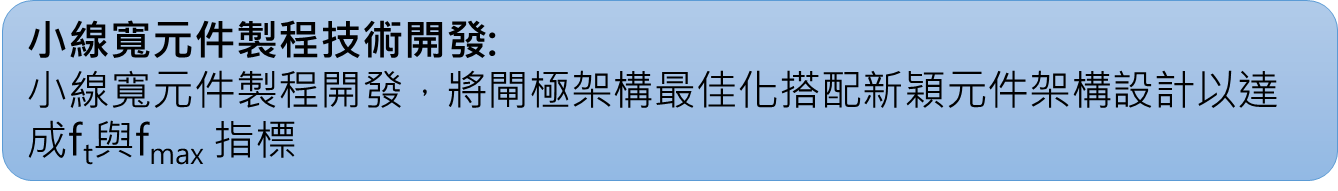 小線寬元件製程技術開發:
小線寬元件製程開發，將閘極架構最佳化搭配新穎元件架構設計以達
成ft與fmax 指標